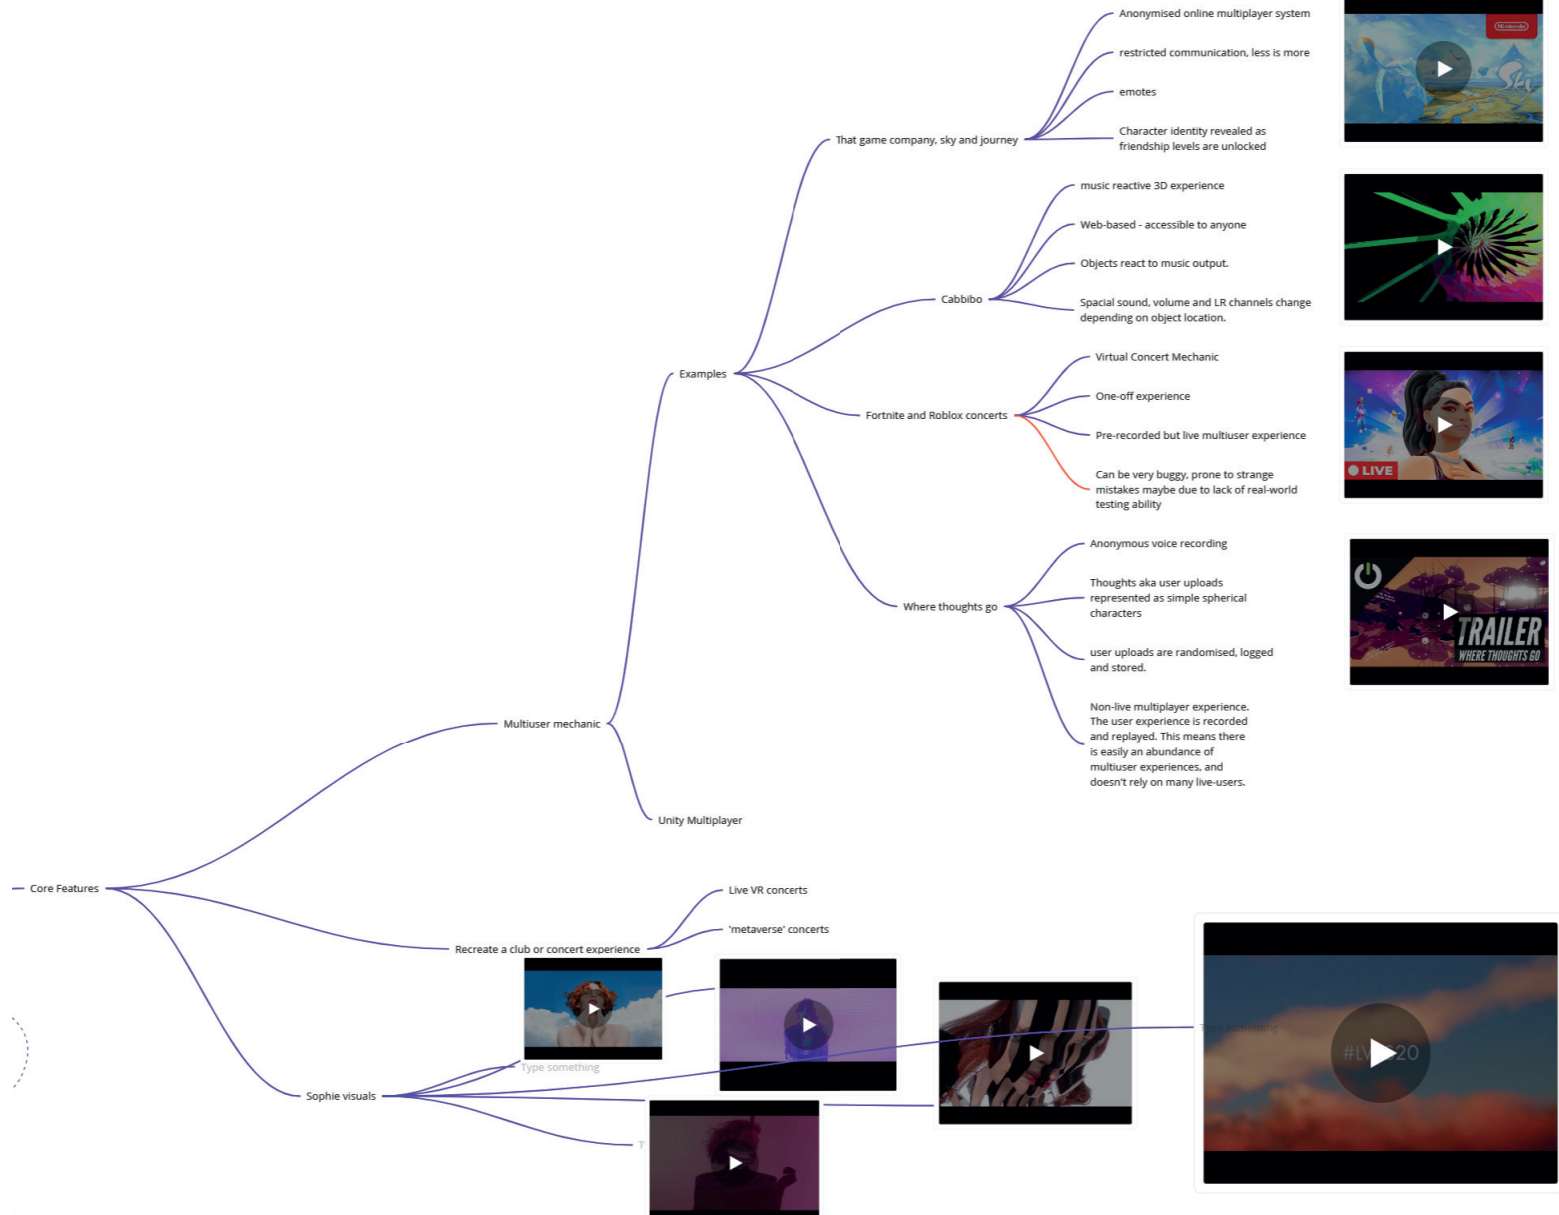 Anonymised online multiplayer system
restricted communication, less is more
emotes
That game company, sky and journey
Character identity revealed as
friendship levels are unlocked
Nintendo
Sky
music reactive 3D experience
Web-based - accessible to anyone
Objects react to music output.
Cabbibo
Spacial sound, volume and LR channels change
depending on object location.
Examples
Virtual Concert Mechanic
One-off experience
Fortnite and Roblox concerts
Pre-recorded but live multiuser experience
Can be very buggy, prone to strange
mistakes maybe due to lack of real-world
testing ability
LIVE
Anonymous voice recording
Thoughts aka user uploads
represented as simple spherical
characters
Where thoughts go
user uploads are randomised, logged
and stored.
Non-live multiplayer experience.
The user experience is recorded
and replayed. This means there
is easily an abundance of
multiuser experiences, and
doesn't rely on many live-users.
TRAILER
WHERE THOUGHTS GO
Multiuser mechanic
Unity Multiplayer
Core Features
Live VR concerts
'metaverse' concerts
Recreate a club or concert experience
Type something
Type something
Sophie visuals
T